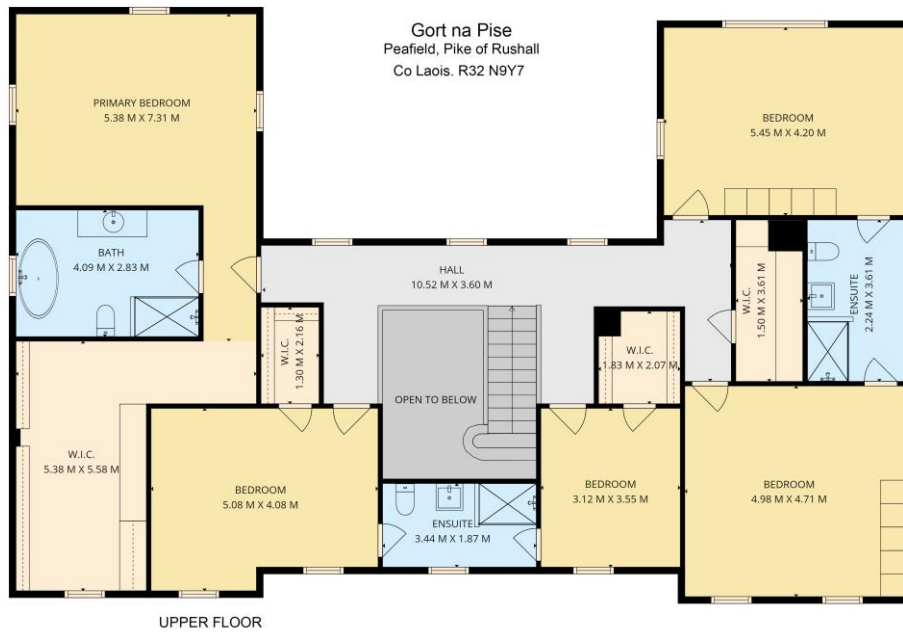 Gort na Pise
Peafield, Pike of Rushall
Co Laois. R32 N9Y7
PRIMARY BEDROOM
5.38 M X 7.31 M
BEDROOM
5.45 M X 4.20 M
BATH
4.09 M X 2.83 M
HALL
10.52 M X 3.60 M
W.I.C.
1.50 M X 3.61 M
ENSUITE
2.24 M X 3.61 M
W.I.C.
1.30 M X 2.16 M
W.I.C.
1.83 M X 2.07 M
OPEN TO BELOW
W.I.C.
5.38 M X 5.58 M
BEDROOM
5.08 M X 4.08 M
BEDROOM
3.12 M X 3.55 M
BEDROOM
4.98 M X 4.71 M
ENSUITE
3.44 M X 1.87 M
UPPER FLOOR